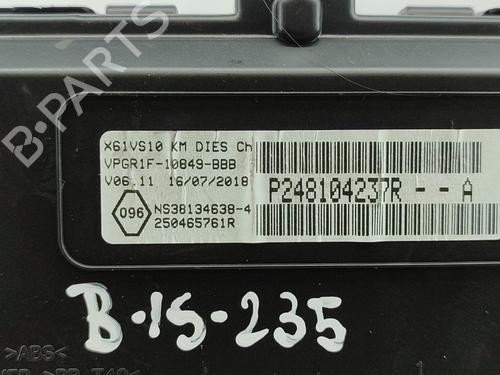 X61VS10 KM DIES Ch
VPGR1F-10849-BBB
V06.11 16/07/2018
096
NS38134638-4
250465761R
P248104237R -- A
B-PARTS
B-15-235
>ABS<